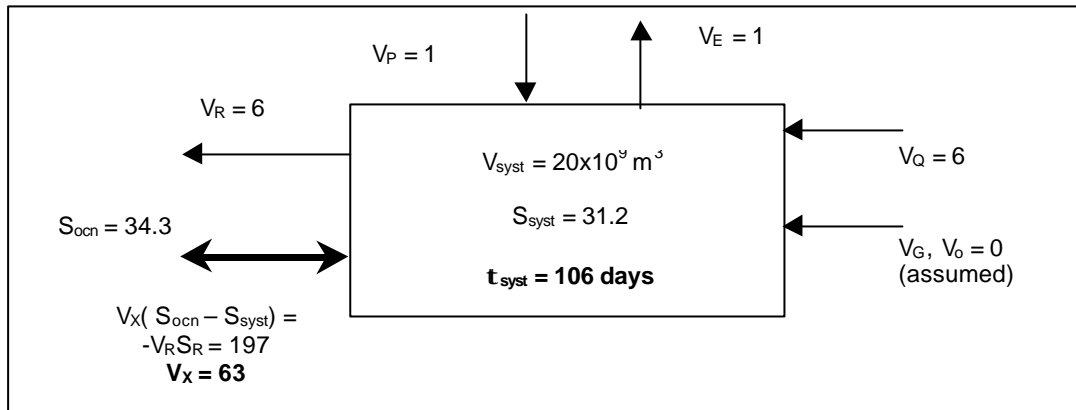 V_P = 1
V_E = 1
V_R = 6
V_syst = 20x10^9 m^3
V_Q = 6
S_ocn = 34.3
S_syst = 31.2
V_G, V_o = 0
(assumed)
τ_syst = 106 days
V_X( S_ocn – S_syst) =
-V_RS_R = 197
V_X = 63